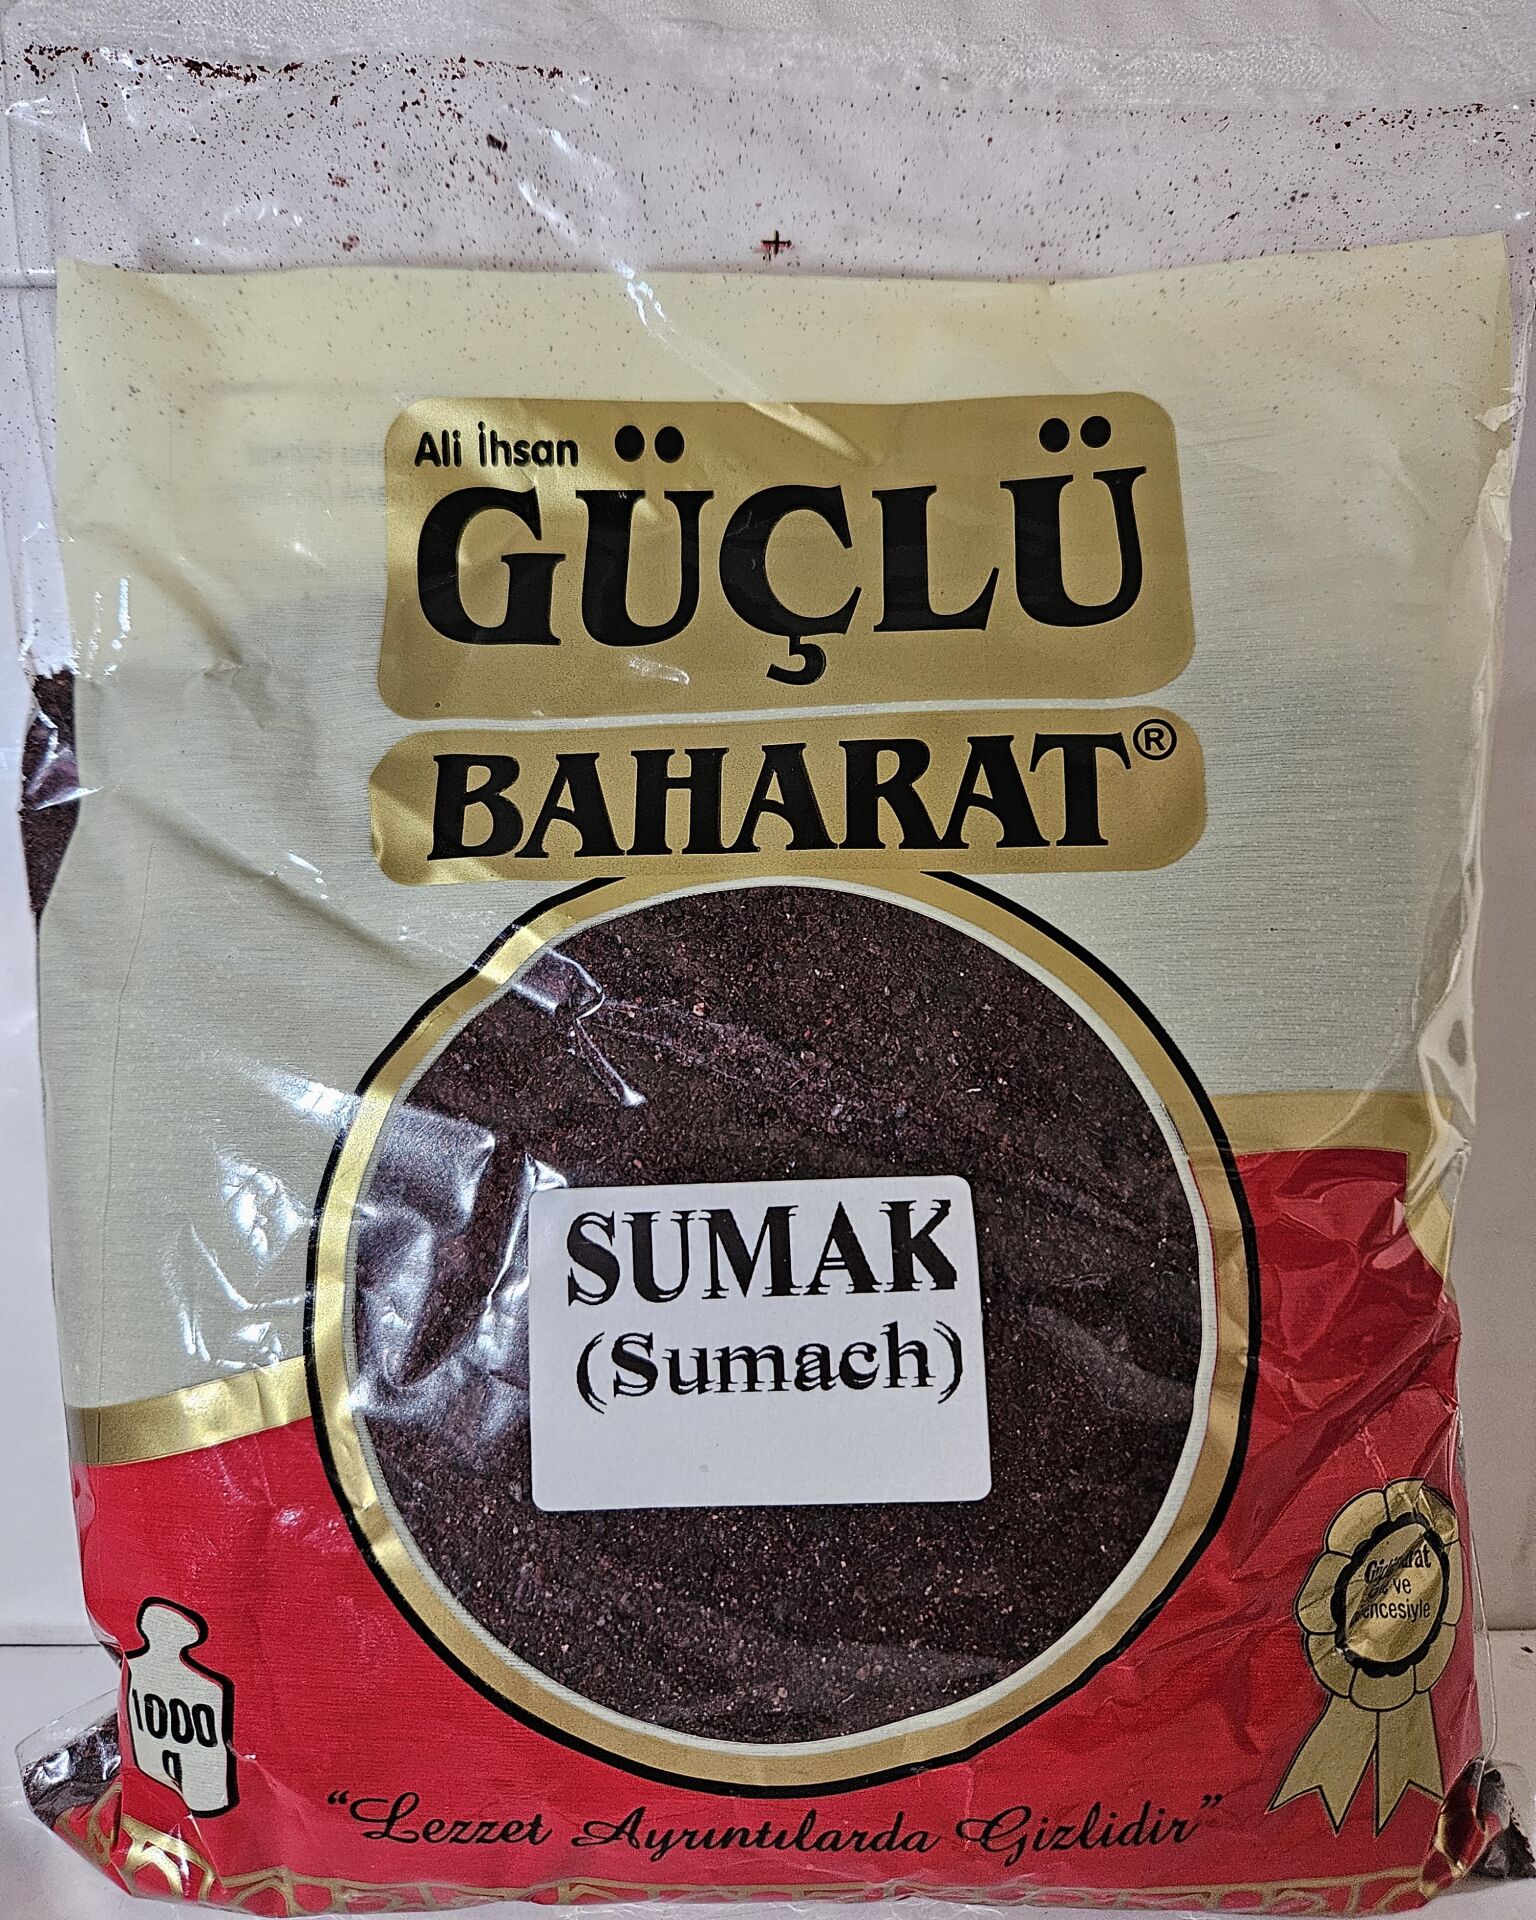 Ali İhsan
GÜÇLÜ
BAHARAT®
SUMAK
(Sumach)
1000
g
ve
"Lezzet Ayrıntılarda Gizlidir"